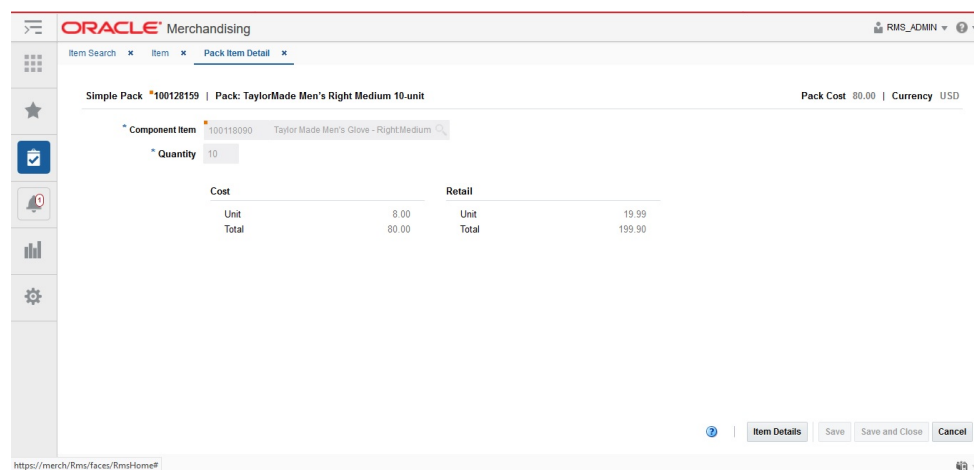 ORACLE® Merchandising
RMS_ADMIN
Item Search × Item × Pack Item Detail ×
Simple Pack 100128159 | Pack: TaylorMade Men's Right Medium 10-unit
Pack Cost 80.00 | Currency USD
* Component Item 100118090 Taylor Made Men's Glove - Right:Medium
* Quantity 10
1
Cost Retail
Unit 8.00 Unit 19.99
Total 80.00 Total 199.90
? | Item Details Save Save and Close Cancel
https://merch/Rms/faces/RmsHome#